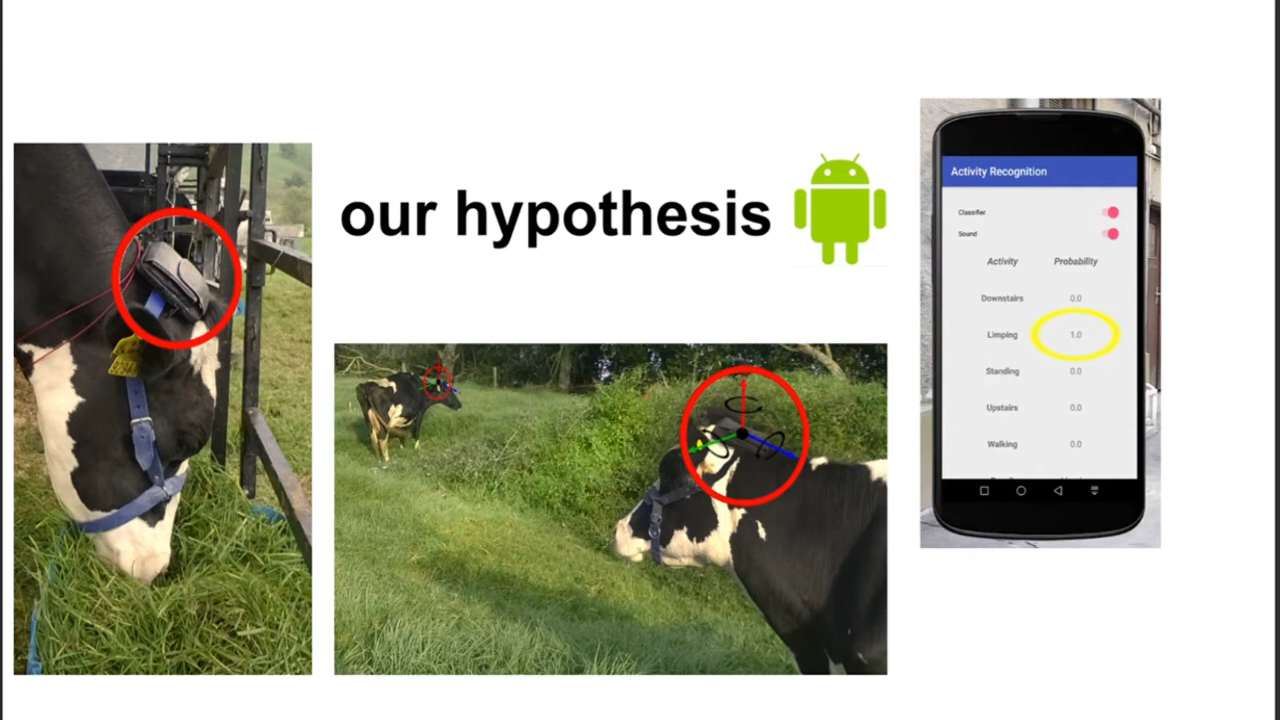 our hypothesis
Activity Recognition
Classifier
Sound
Activity Probability
Downstairs 0.0
Limping 1.0
Standing 0.0
Upstairs 0.0
Walking 0.0